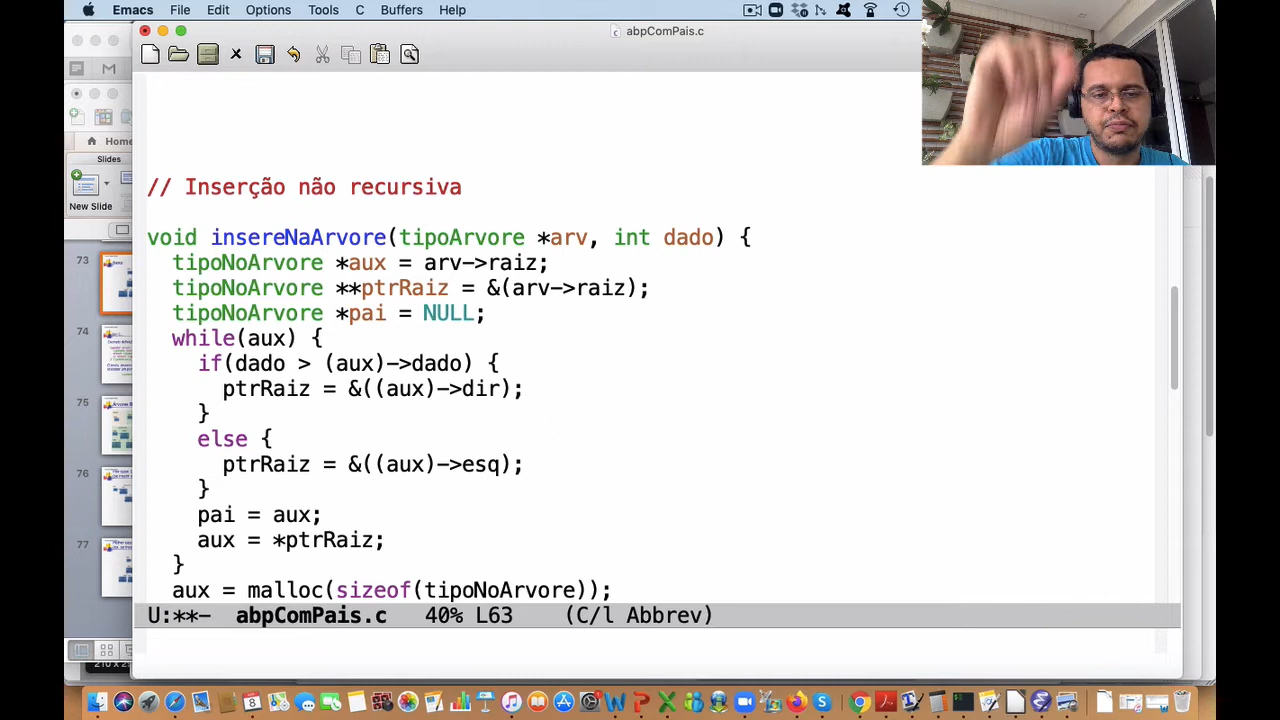 Emacs File Edit Options Tools C Buffers Help
abpComPais.c
Home
Slides
New Slide
73
74
75
76
77
// Inserção não recursiva
void insereNaArvore(tipoArvore *arv, int dado) {
tipoNoArvore *aux = arv->raiz;
tipoNoArvore **ptrRaiz = &(arv->raiz);
tipoNoArvore *pai = NULL;
while(aux) {
if(dado > (aux)->dado) {
ptrRaiz = &((aux)->dir);
}
else {
ptrRaiz = &((aux)->esq);
}
pai = aux;
aux = *ptrRaiz;
}
aux = malloc(sizeof(tipoNoArvore));
U:**- abpComPais.c 40% L63 (C/l Abbrev)